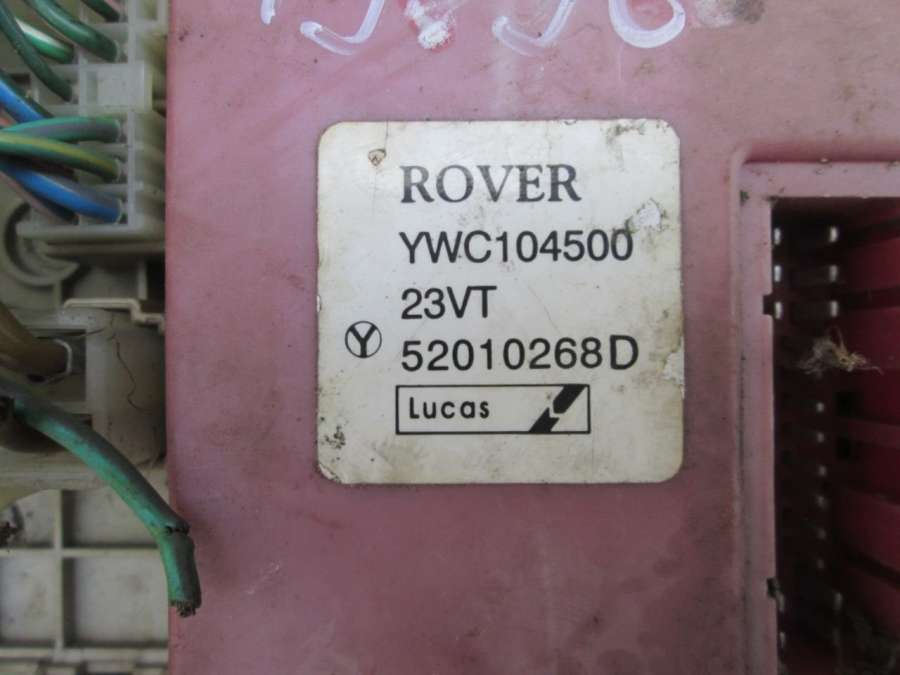 ROVER
YWC104500
23VT
Y 52010268D
Lucas